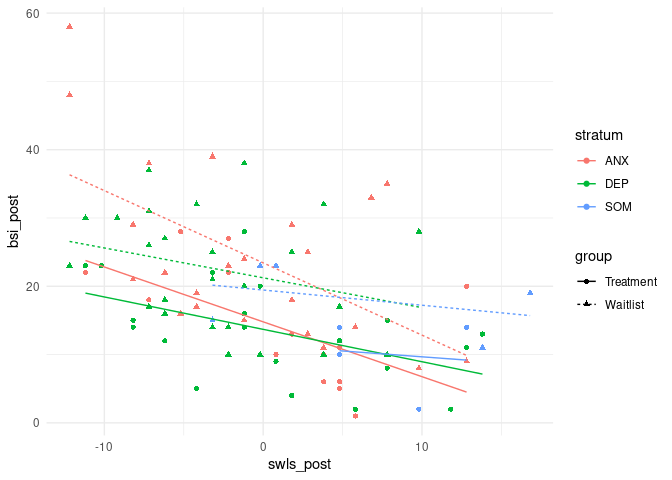 60
40
20
0
-10
0
10
swls_post
bsi_post
stratum
ANX
DEP
SOM
group
Treatment
Waitlist